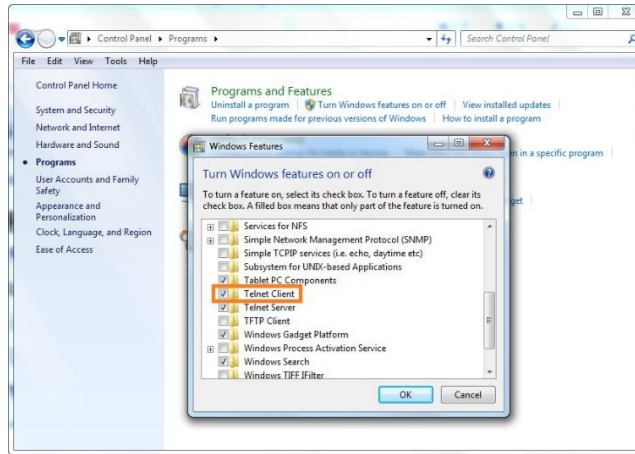 Control Panel ▸ Programs ▸
Search Control Panel
File Edit View Tools Help
Control Panel Home
System and Security
Network and Internet
Hardware and Sound
Programs
User Accounts and Family
Safety
Appearance and
Personalization
Clock, Language, and Region
Ease of Access
Programs and Features
Uninstall a program Turn Windows features on or off View installed updates
Run programs made for previous versions of Windows How to install a program
en in a specific program
get
Windows Features
Turn Windows features on or off
To turn a feature on, select its check box. To turn a feature off, clear its
check box. A filled box means that only part of the feature is turned on.
Services for NFS
Simple Network Management Protocol (SNMP)
Simple TCPIP services (i.e. echo, daytime etc)
Subsystem for UNIX-based Applications
Tablet PC Components
Telnet Client
Telnet Server
TFTP Client
Windows Gadget Platform
Windows Process Activation Service
Windows Search
Windows TIFF IFilter
OK Cancel